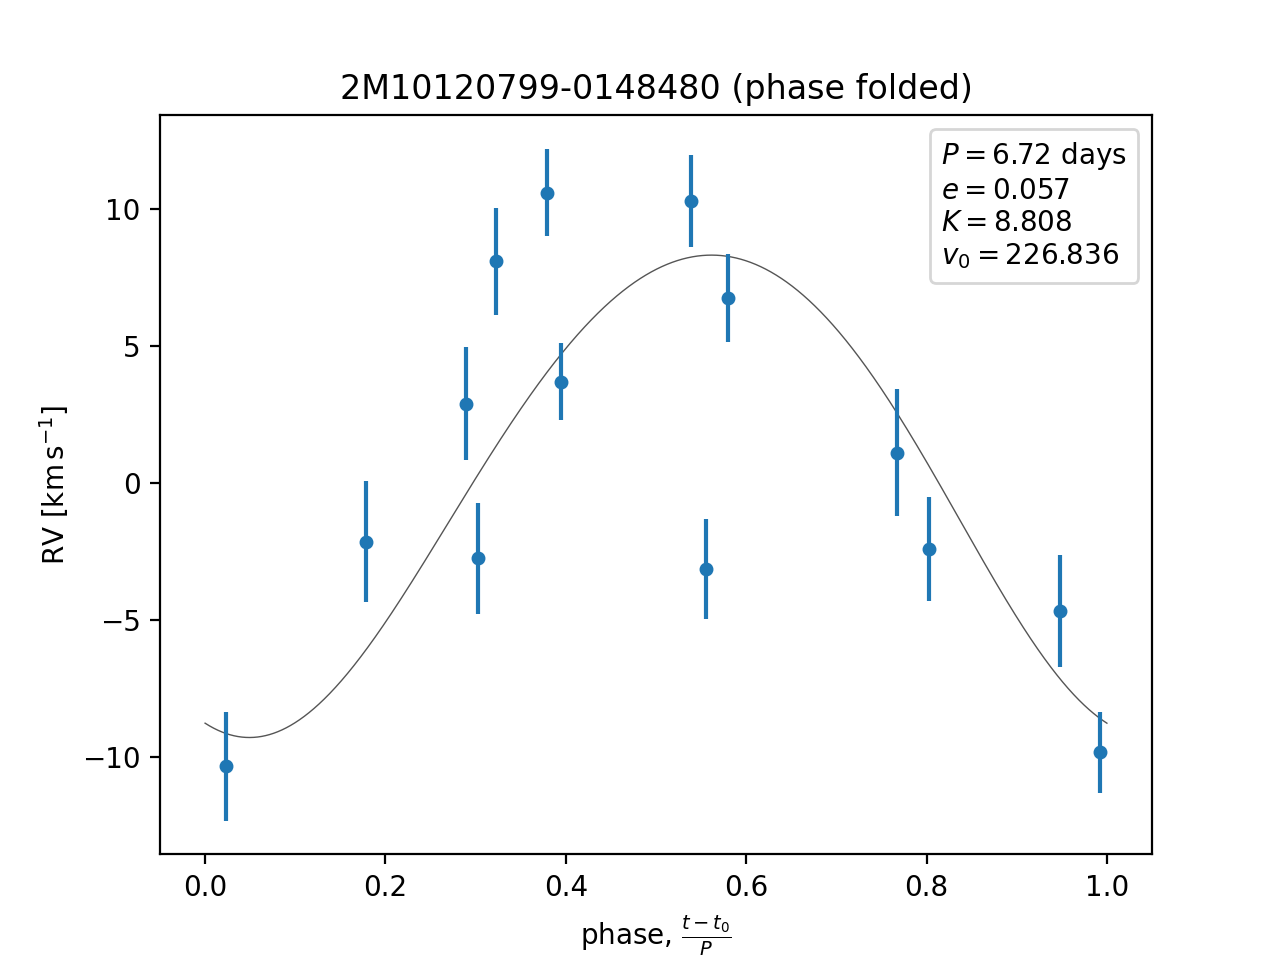 2M10120799-0148480 (phase folded)
P = 6.72 days
e = 0.057
K = 8.808
v₀ = 226.836
10
5
0
−5
−10
RV [km s⁻¹]
0.0 0.2 0.4 0.6 0.8 1.0
phase, (t − t₀)/P